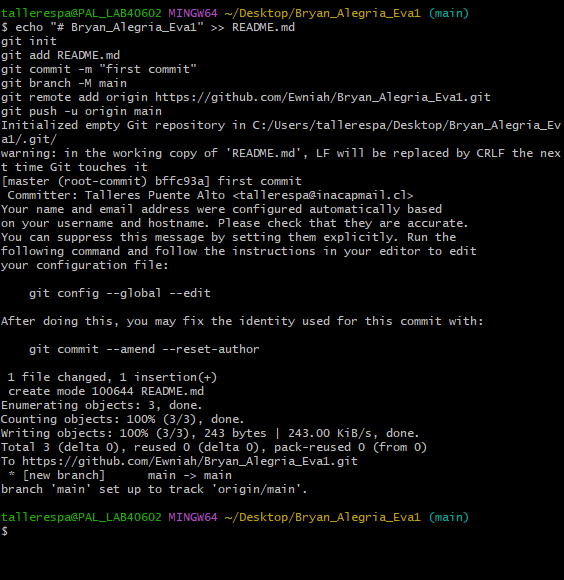 tallerespa@PAL_LAB40602 MINGW64 ~/Desktop/Bryan_Alegria_Eva1 (main)
$ echo "# Bryan_Alegria_Eva1" >> README.md
git init
git add README.md
git commit -m "first commit"
git branch -M main
git remote add origin https://github.com/Ewniah/Bryan_Alegria_Eva1.git
git push -u origin main
Initialized empty Git repository in C:/Users/tallerespa/Desktop/Bryan_Alegria_Ev
a1/.git/
warning: in the working copy of 'README.md', LF will be replaced by CRLF the nex
t time Git touches it
[master (root-commit) bffc93a] first commit
 Committer: Talleres Puente Alto <tallerespa@inacapmail.cl>
Your name and email address were configured automatically based
on your username and hostname. Please check that they are accurate.
You can suppress this message by setting them explicitly. Run the
following command and follow the instructions in your editor to edit
your configuration file:

    git config --global --edit

After doing this, you may fix the identity used for this commit with:

    git commit --amend --reset-author

 1 file changed, 1 insertion(+)
 create mode 100644 README.md
Enumerating objects: 3, done.
Counting objects: 100% (3/3), done.
Writing objects: 100% (3/3), 243 bytes | 243.00 KiB/s, done.
Total 3 (delta 0), reused 0 (delta 0), pack-reused 0 (from 0)
To https://github.com/Ewniah/Bryan_Alegria_Eva1.git
 * [new branch]      main -> main
branch 'main' set up to track 'origin/main'.

tallerespa@PAL_LAB40602 MINGW64 ~/Desktop/Bryan_Alegria_Eva1 (main)
$